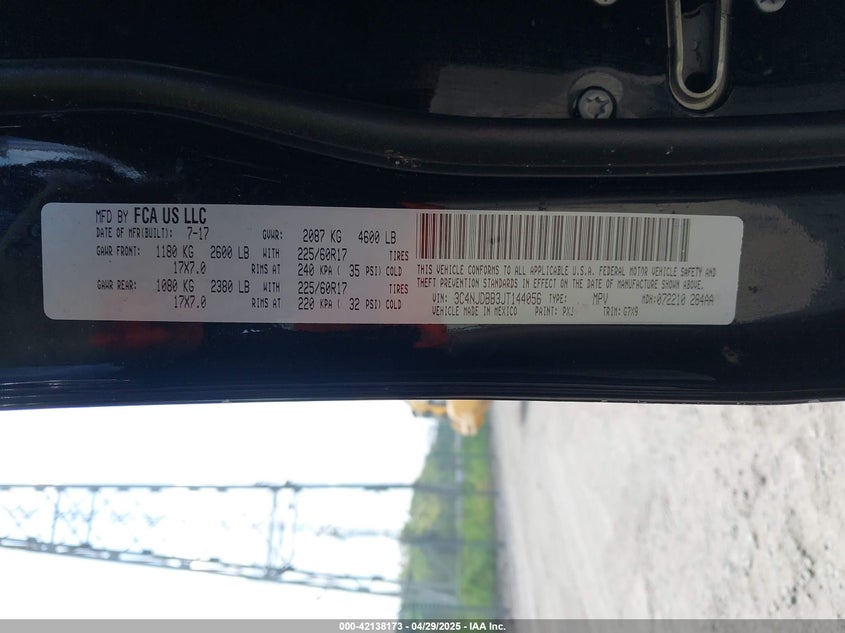 MFD BY FCA US LLC
DATE OF MFR(BUILT): 7-17 GVWR: 2087 KG 4600 LB
GAWR FRONT: 1180 KG 2600 LB WITH 225/60R17 TIRES
17X7.0 RIMS AT 240 KPA ( 35 PSI) COLD
GAWR REAR: 1080 KG 2380 LB WITH 225/60R17 TIRES
17X7.0 RIMS AT 220 KPA ( 32 PSI) COLD
THIS VEHICLE CONFORMS TO ALL APPLICABLE U.S.A. FEDERAL MOTOR VEHICLE SAFETY AND
THEFT PREVENTION STANDARDS IN EFFECT ON THE DATE OF MANUFACTURE SHOWN ABOVE.
VIN: 3C4NJDBB3JT144056 TYPE: MPV MDH: 072210 284AA
VEHICLE MADE IN MEXICO PAINT: PXJ TRIM: G7X9
000-42138173 - 04/29/2025 - IAA Inc.